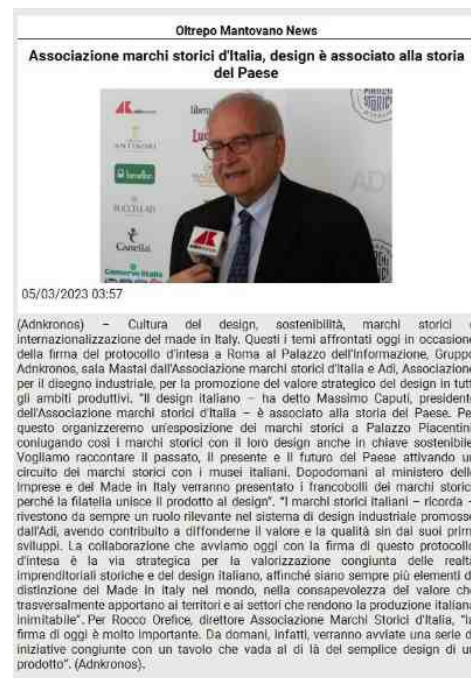 Oltrepo Mantovano News
Associazione marchi storici d'Italia, design è associato alla storia
del Paese
liber
ANTINORI
benetton
BUCCELLATI
Canellai
Conserve Italia
ADI
05/03/2023 03:57
(Adnkronos) – Cultura del design, sostenibilità, marchi storici e
internazionalizzazione del made in Italy. Questi i temi affrontati oggi in occasione
della firma del protocollo d'intesa a Roma al Palazzo dell'Informazione, Gruppo
Adnkronos, sala Mastai dall'Associazione marchi storici d'Italia e Adi, Associazione
per il disegno industriale, per la promozione del valore strategico del design in tutt
gli ambiti produttivi. "Il design italiano – ha detto Massimo Caputi, presidente
dell'Associazione marchi storici d'Italia – è associato alla storia del Paese. Per
questo organizzeremo un'esposizione dei marchi storici a Palazzo Piacentini
coniugando così i marchi storici con il loro design anche in chiave sostenibile
Vogliamo raccontare il passato, il presente e il futuro del Paese attivando un
circuito dei marchi storici con i musei italiani. Dopodomani al ministero delle
Imprese e del Made in Italy verranno presentato i francobolli dei marchi storic
perché la filatelia unisce il prodotto al design". "I marchi storici italiani – ricorda –
rivestono da sempre un ruolo rilevante nel sistema di design industriale promosso
dall'Adi, avendo contribuito a diffonderne il valore e la qualità sin dai suoi prim
sviluppi. La collaborazione che avviamo oggi con la firma di questo protocollo
d'intesa è la via strategica per la valorizzazione congiunta delle realtà
imprenditoriali storiche e del design italiano, affinché siano sempre più elementi d
distinzione del Made in Italy nel mondo, nella consapevolezza del valore che
trasversalmente apportano ai territori e ai settori che rendono la produzione italiana
inimitabile". Per Rocco Orefice, direttore Associazione Marchi Storici d'Italia, "la
firma di oggi è molto importante. Da domani, infatti, verranno avviate una serie d
iniziative congiunte con un tavolo che vada al di là del semplice design di un
prodotto". (Adnkronos).